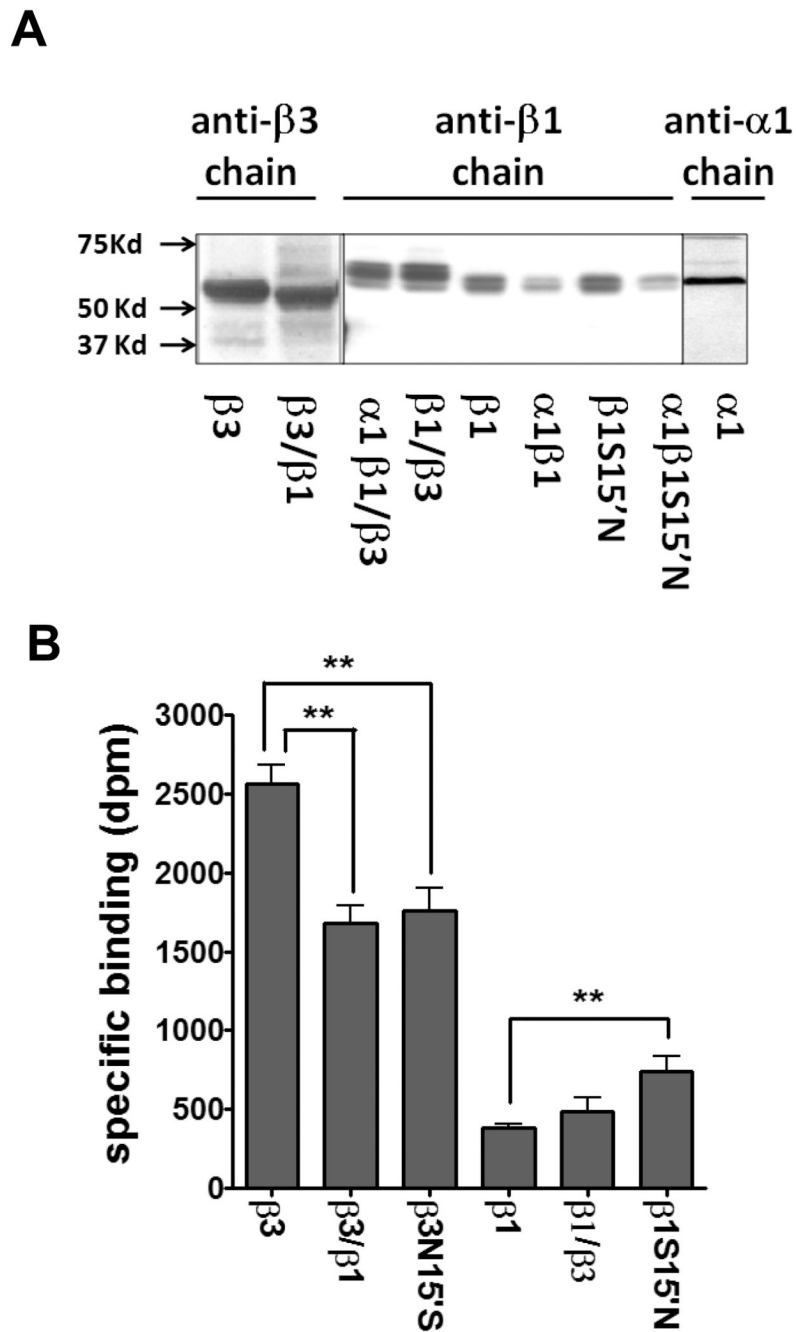 A
anti-β3 chain
anti-β1 chain
anti-α1 chain
75Kd
50 Kd
37 Kd
β3
β3/β1
α1 β1/β3
β1/β3
β1
α1β1
β1S15’N
α1β1S15’N
α1
B
**
**
**
specific binding (dpm)
3000
2500
2000
1500
1000
500
0
β3
β3/β1
β3N15'S
β1
β1/β3
β1S15'N